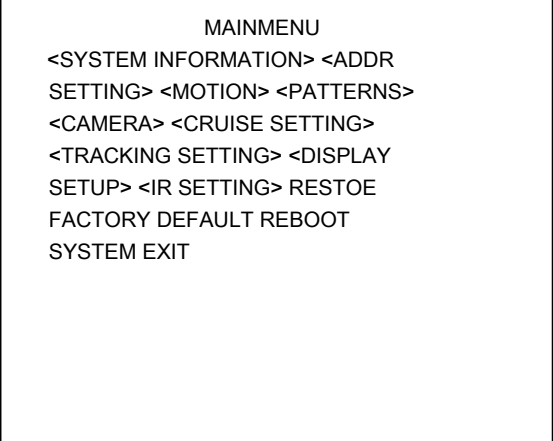 MAINMENU
<SYSTEM INFORMATION> <ADDR
SETTING> <MOTION> <PATTERNS>
<CAMERA> <CRUISE SETTING>
<TRACKING SETTING> <DISPLAY
SETUP> <IR SETTING> RESTOE
FACTORY DEFAULT REBOOT
SYSTEM EXIT